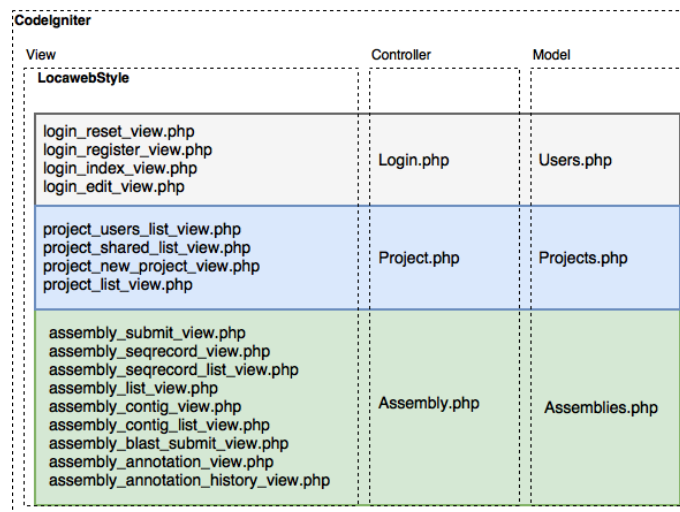 CodeIgniter
View
Controller
Model
LocawebStyle
login_reset_view.php
login_register_view.php
login_index_view.php
login_edit_view.php
Login.php
Users.php
project_users_list_view.php
project_shared_list_view.php
project_new_project_view.php
project_list_view.php
Project.php
Projects.php
assembly_submit_view.php
assembly_seqrecord_view.php
assembly_seqrecord_list_view.php
assembly_list_view.php
assembly_contig_view.php
assembly_contig_list_view.php
assembly_blast_submit_view.php
assembly_annotation_view.php
assembly_annotation_history_view.php
Assembly.php
Assemblies.php